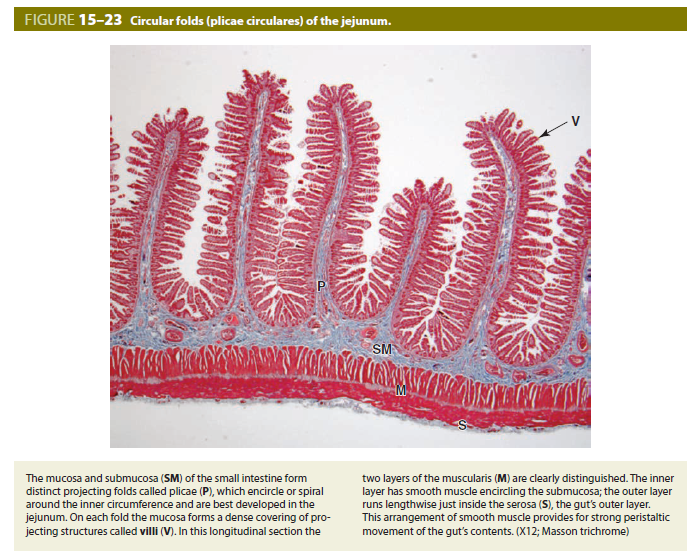 FIGURE 15–23 Circular folds (plicae circulares) of the jejunum.
V
P
SM
M
S
The mucosa and submucosa (SM) of the small intestine form
distinct projecting folds called plicae (P), which encircle or spiral
around the inner circumference and are best developed in the
jejunum. On each fold the mucosa forms a dense covering of pro-
jecting structures called villi (V). In this longitudinal section the
two layers of the muscularis (M) are clearly distinguished. The inner
layer has smooth muscle encircling the submucosa; the outer layer
runs lengthwise just inside the serosa (S), the gut's outer layer.
This arrangement of smooth muscle provides for strong peristaltic
movement of the gut's contents. (X12; Masson trichrome)